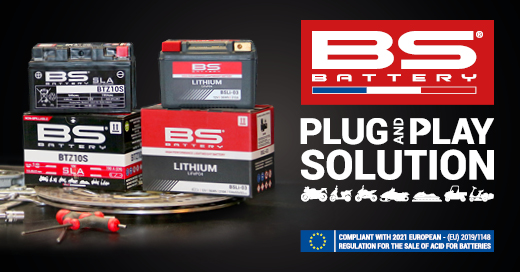 BS
BATTERY
SLA
BTZ10S
BS
BATTERY
LITHIUM
BSLI-03
BS
BATTERY
BTZ10S
SLA
BS
BATTERY
LITHIUM
LIFEPO4
BSLI-03
BS
BATTERY
PLUG AND PLAY
SOLUTION
COMPLIANT WITH 2021 EUROPEAN - (EU) 2019/1148
REGULATION FOR THE SALE OF ACID FOR BATTERIES